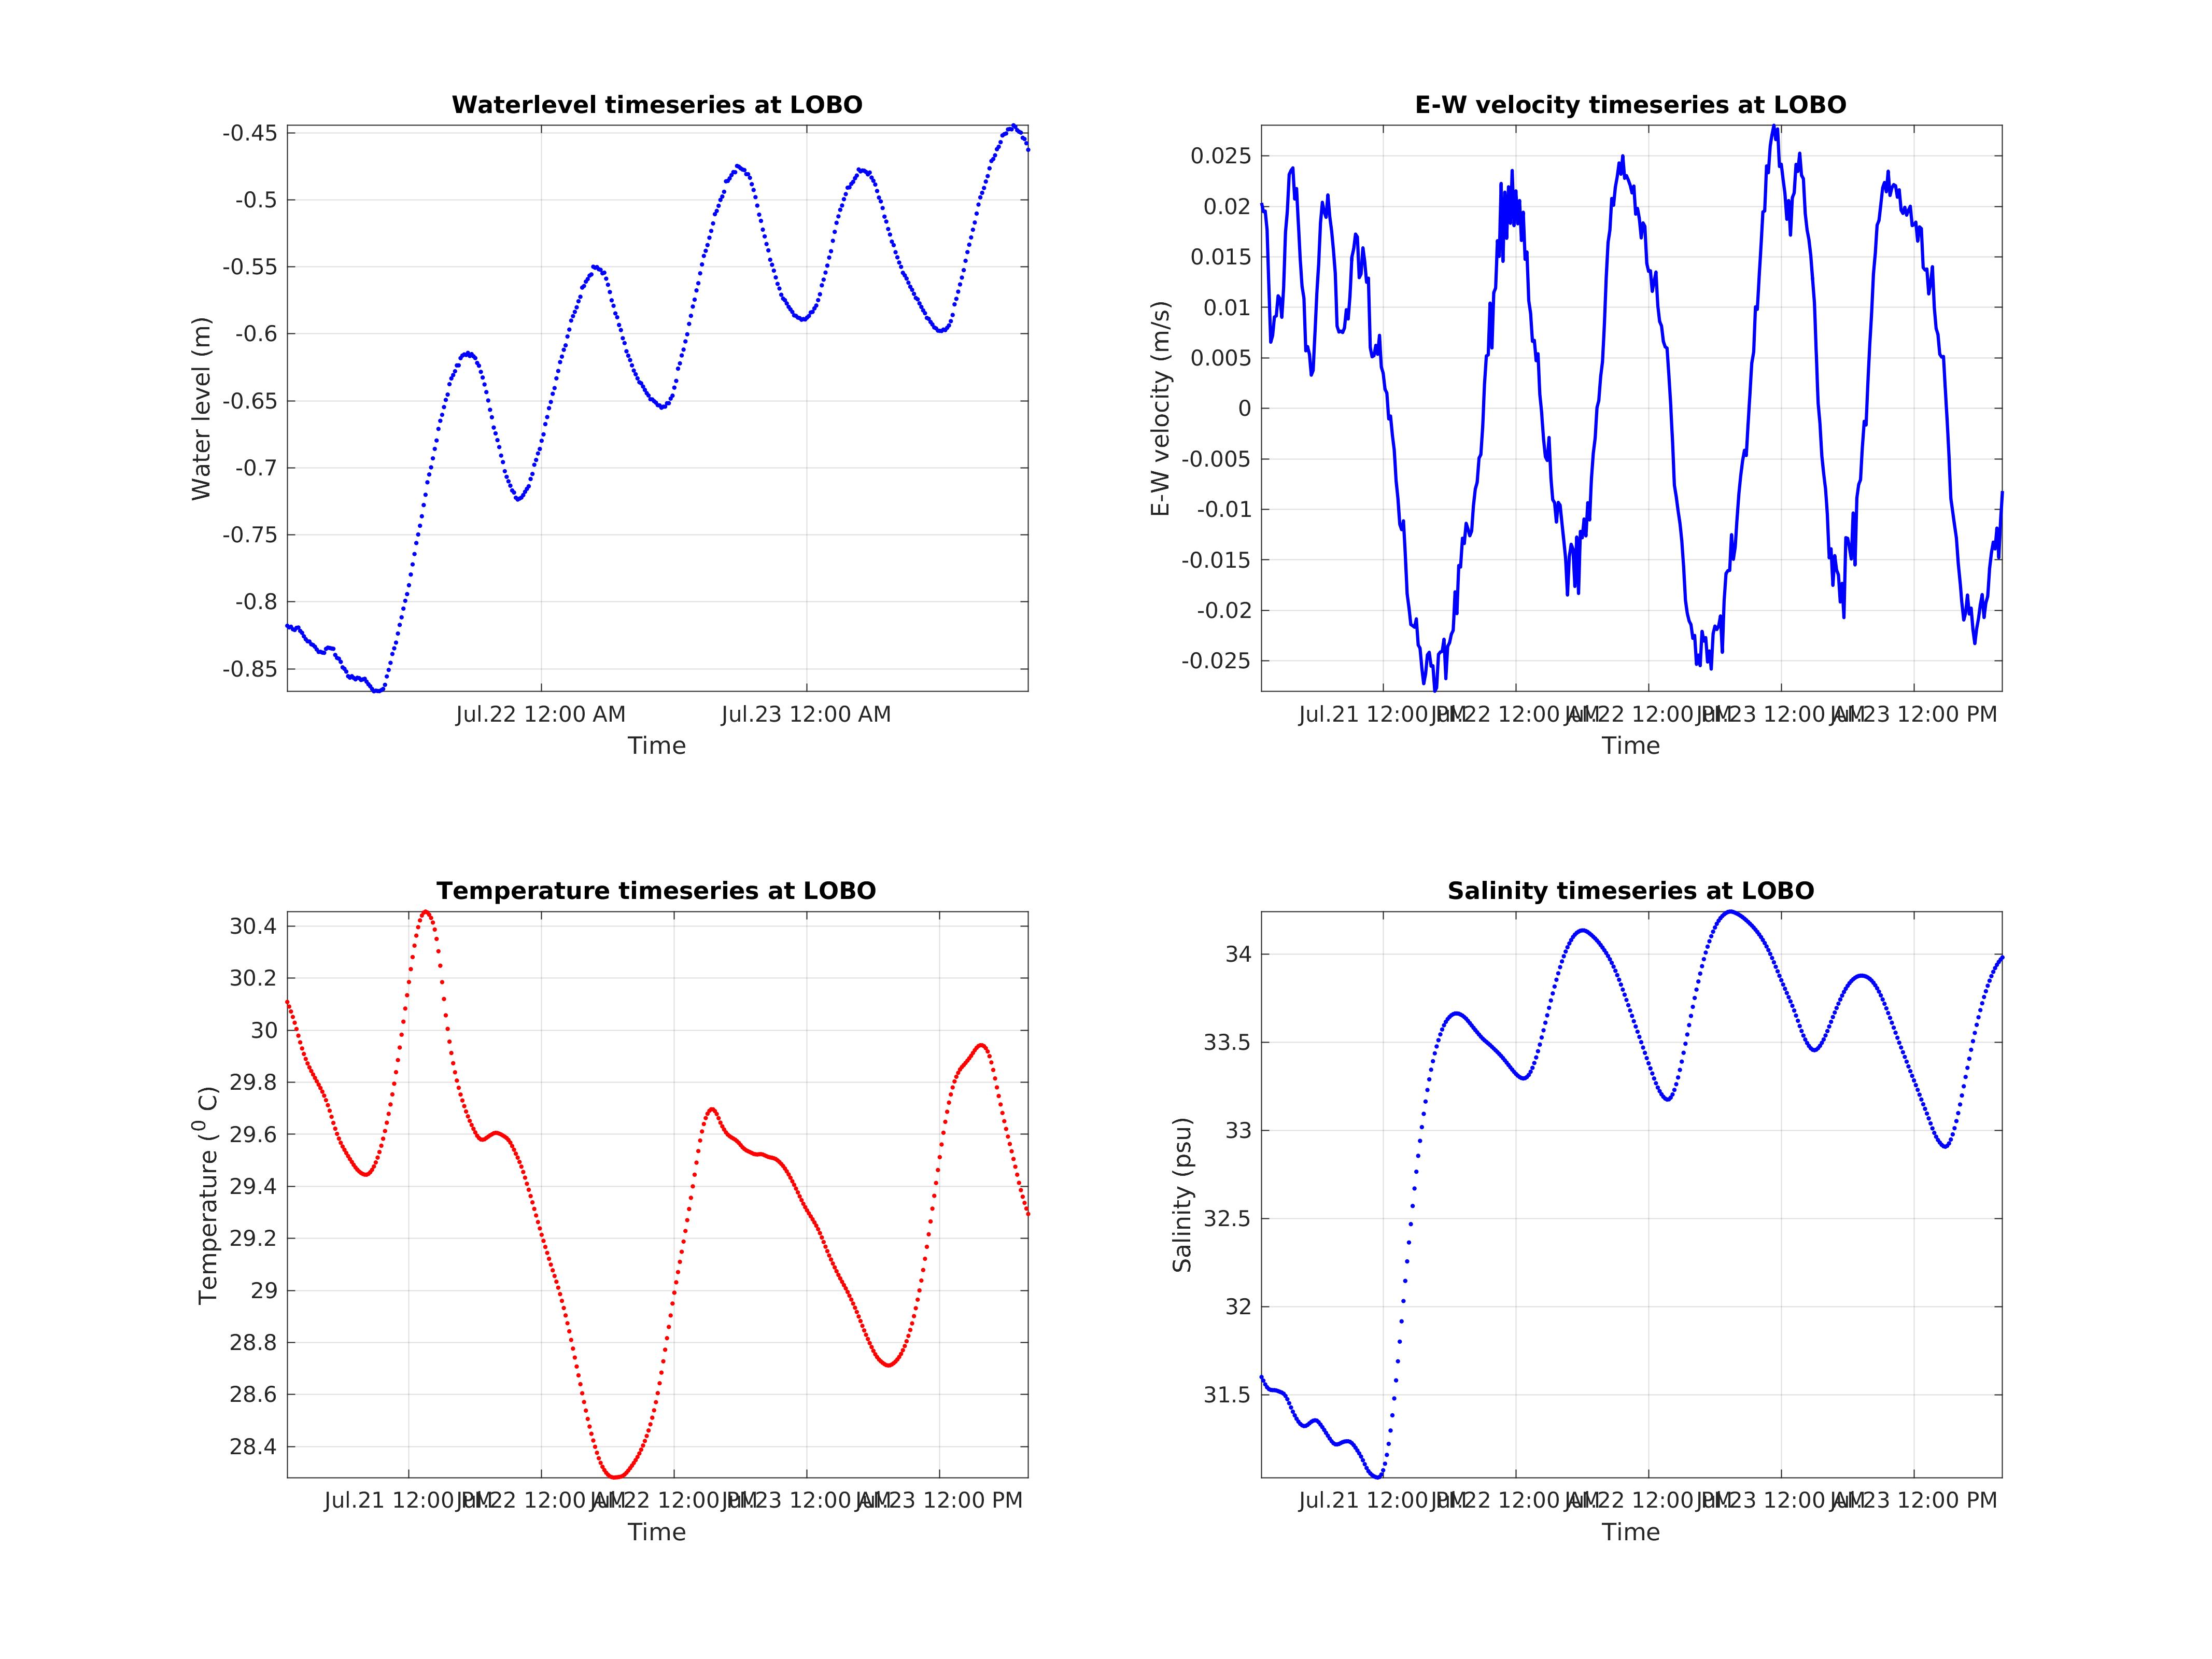 Waterlevel timeseries at LOBO
-0.45
-0.5
-0.55
-0.6
-0.65
-0.7
-0.75
-0.8
-0.85
Water level (m)
Jul.22 12:00 AM Jul.23 12:00 AM
Time
E-W velocity timeseries at LOBO
0.025
0.02
0.015
0.01
0.005
0
-0.005
-0.01
-0.015
-0.02
-0.025
E-W velocity (m/s)
Jul.21 12:00 PM Jul.22 12:00 AM Jul.22 12:00 PM Jul.23 12:00 AM Jul.23 12:00 PM
Time
Temperature timeseries at LOBO
30.4
30.2
30
29.8
29.6
29.4
29.2
29
28.8
28.6
28.4
Temperature (⁰ C)
Jul.21 12:00 PM Jul.22 12:00 AM Jul.22 12:00 PM Jul.23 12:00 AM Jul.23 12:00 PM
Time
Salinity timeseries at LOBO
34
33.5
33
32.5
32
31.5
Salinity (psu)
Jul.21 12:00 PM Jul.22 12:00 AM Jul.22 12:00 PM Jul.23 12:00 AM Jul.23 12:00 PM
Time